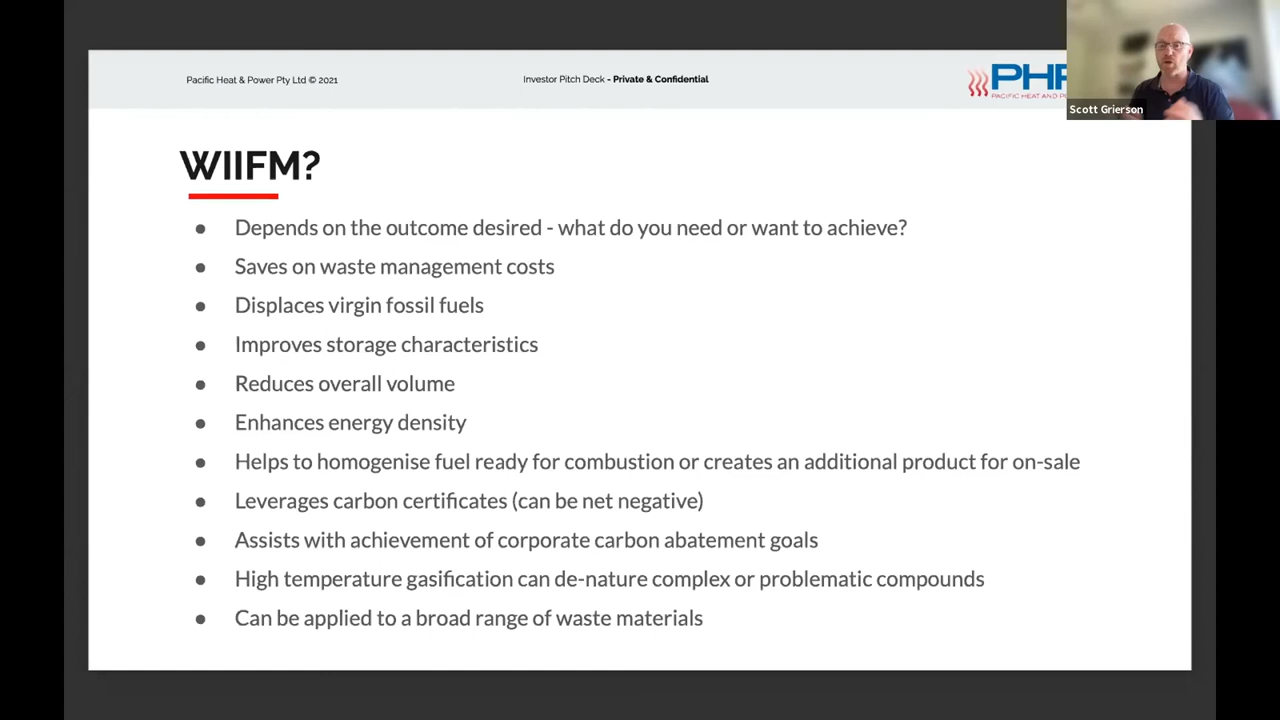 Pacific Heat & Power Pty Ltd © 2021
Investor Pitch Deck - Private & Confidential
PACIFIC HEAT AND
Scott Grierson
WIIFM?
● Depends on the outcome desired - what do you need or want to achieve?
● Saves on waste management costs
● Displaces virgin fossil fuels
● Improves storage characteristics
● Reduces overall volume
● Enhances energy density
● Helps to homogenise fuel ready for combustion or creates an additional product for on-sale
● Leverages carbon certificates (can be net negative)
● Assists with achievement of corporate carbon abatement goals
● High temperature gasification can de-nature complex or problematic compounds
● Can be applied to a broad range of waste materials